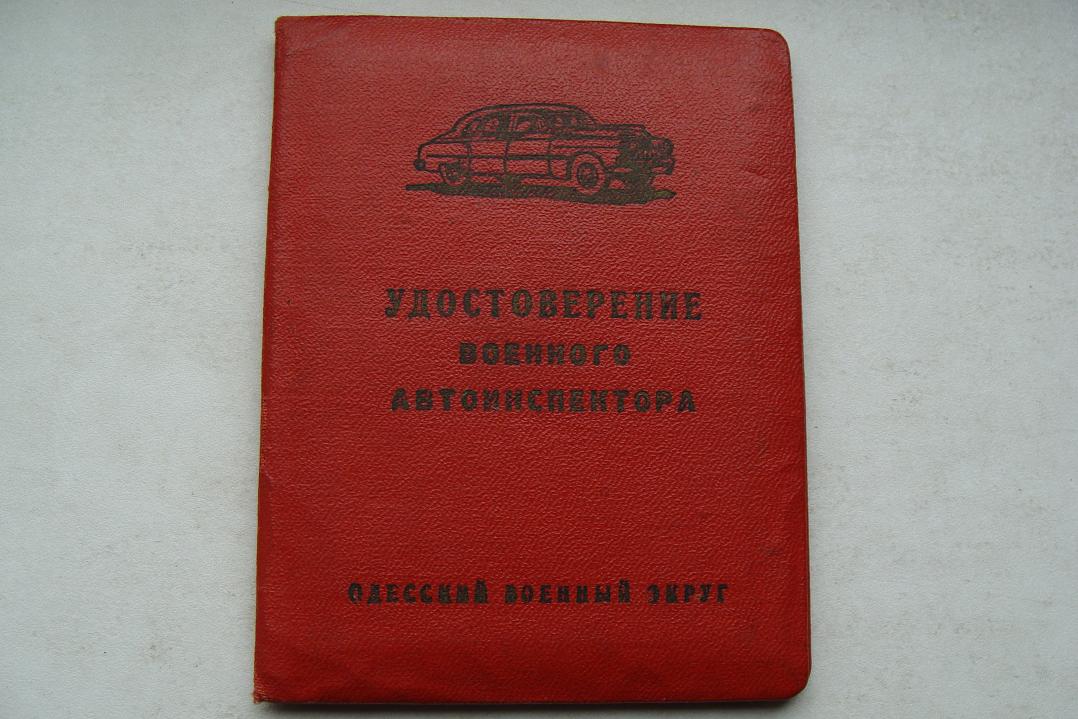 УДОСТОВЕРЕНИЕ
ВОЕННОГО
АВТОИНСПЕКТОРА
ОДЕССКИЙ ВОЕННЫЙ ОКРУГ